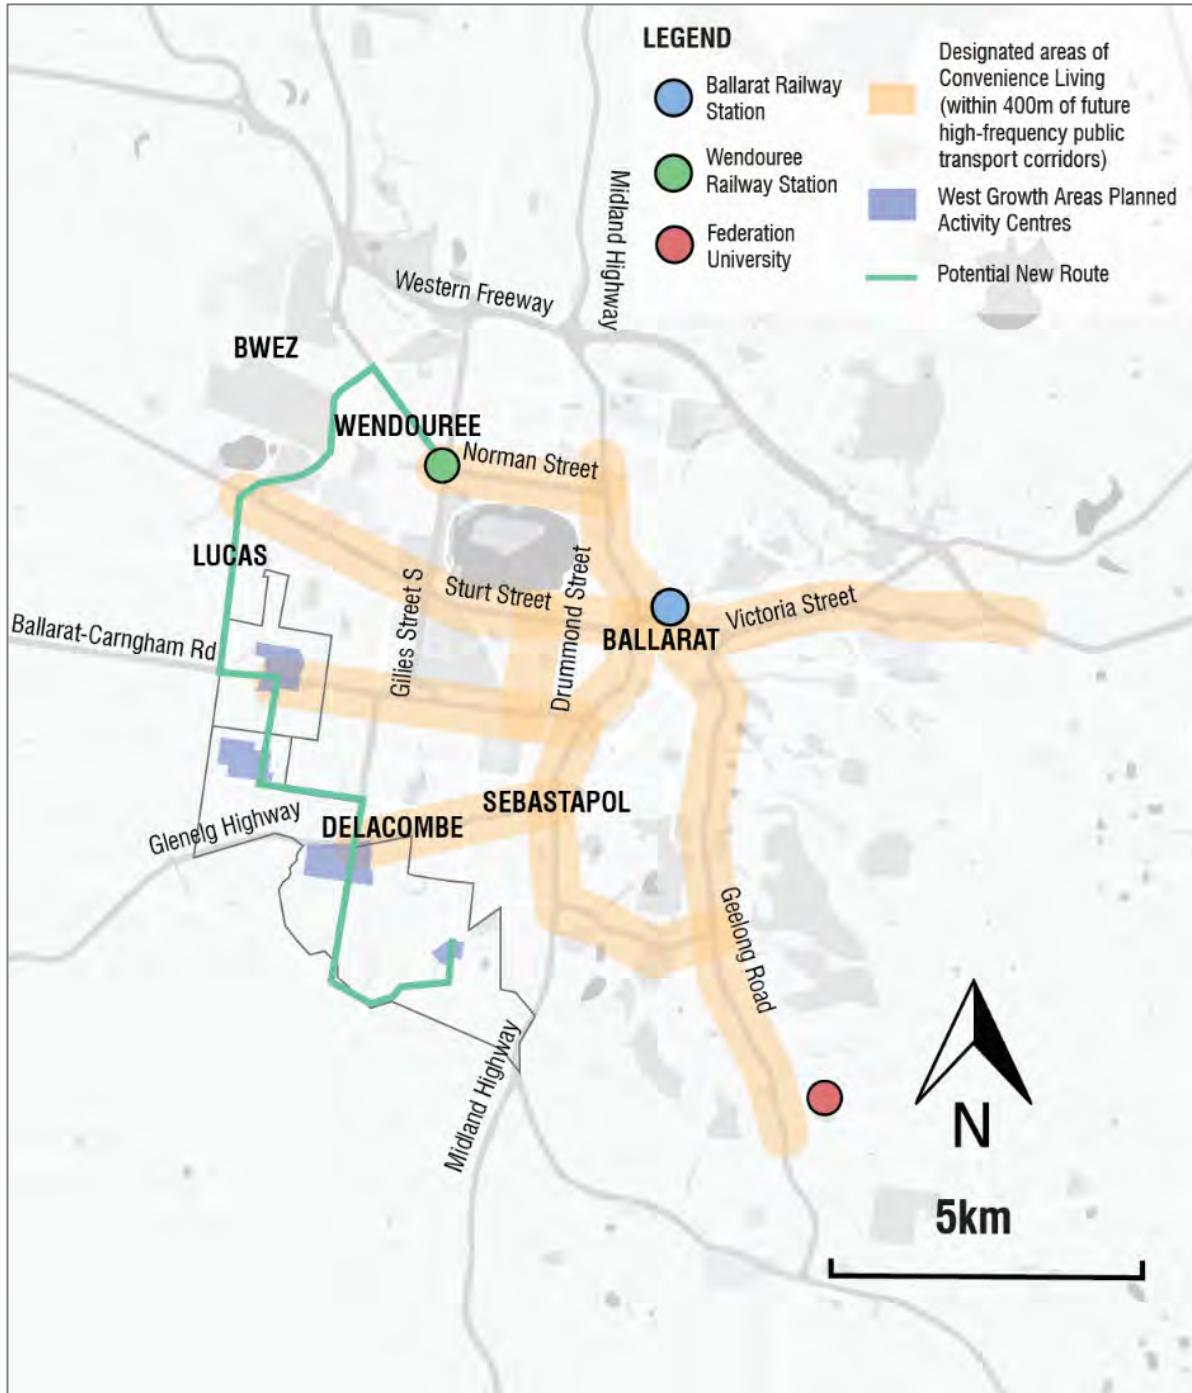 LEGEND
Ballarat Railway
Station
Wendouree
Railway Station
Federation
University
Designated areas of
Convenience Living
(within 400m of future
high-frequency public
transport corridors)
West Growth Areas Planned
Activity Centres
Potential New Route
Midland Highway
Western Freeway
BWEZ
WENDOUREE
Norman Street
LUCAS
Gilies Street S
Sturt Street
Drummond Street
Victoria Street
BALLARAT
Ballarat-Carngham Rd
SEBASTAPOL
Glenelg Highway
DELACOMBE
Geelong Road
Midland Highway
N
5km